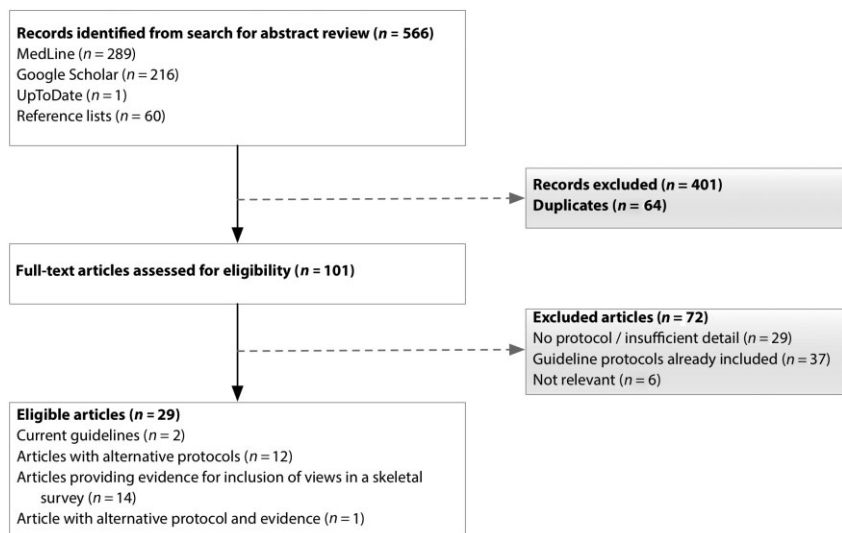 Records identified from search for abstract review (n = 566)
MedLine (n = 289)
Google Scholar (n = 216)
UpToDate (n = 1)
Reference lists (n = 60)
Records excluded (n = 401)
Duplicates (n = 64)
Full-text articles assessed for eligibility (n = 101)
Excluded articles (n = 72)
No protocol / insufficient detail (n = 29)
Guideline protocols already included (n = 37)
Not relevant (n = 6)
Eligible articles (n = 29)
Current guidelines (n = 2)
Articles with alternative protocols (n = 12)
Articles providing evidence for inclusion of views in a skeletal
survey (n = 14)
Article with alternative protocol and evidence (n = 1)